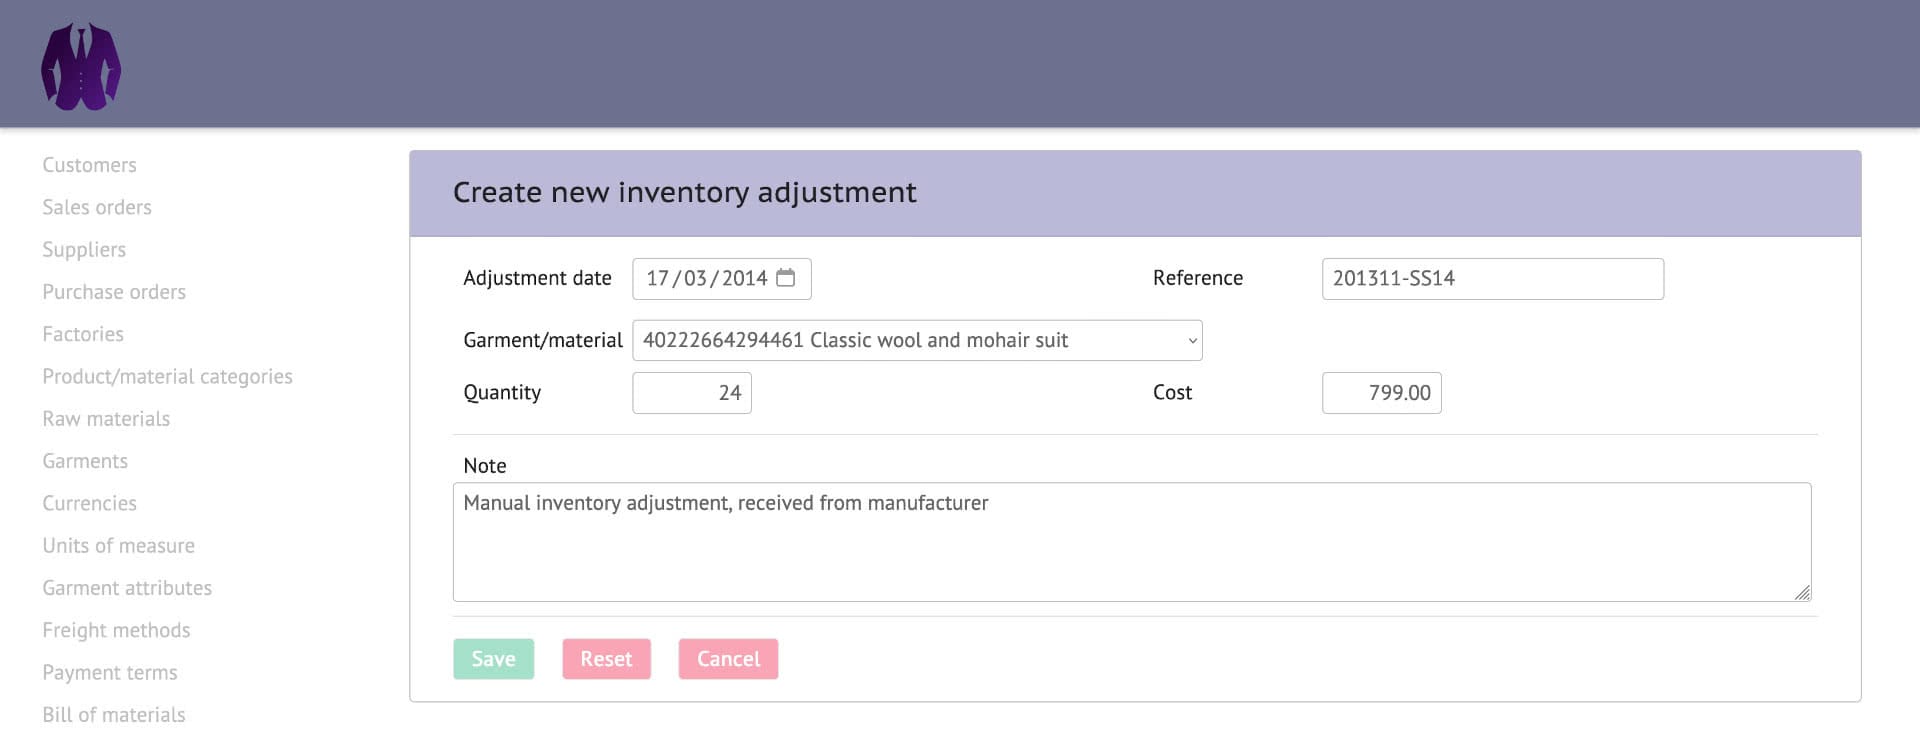 Customers
Sales orders
Suppliers
Purchase orders
Factories
Product/material categories
Raw materials
Garments
Currencies
Units of measure
Garment attributes
Freight methods
Payment terms
Bill of materials
Create new inventory adjustment
Adjustment date 17/03/2014 Reference 201311-SS14
Garment/material 40222664294461 Classic wool and mohair suit
Quantity 24 Cost 799.00
Note
Manual inventory adjustment, received from manufacturer
Save Reset Cancel